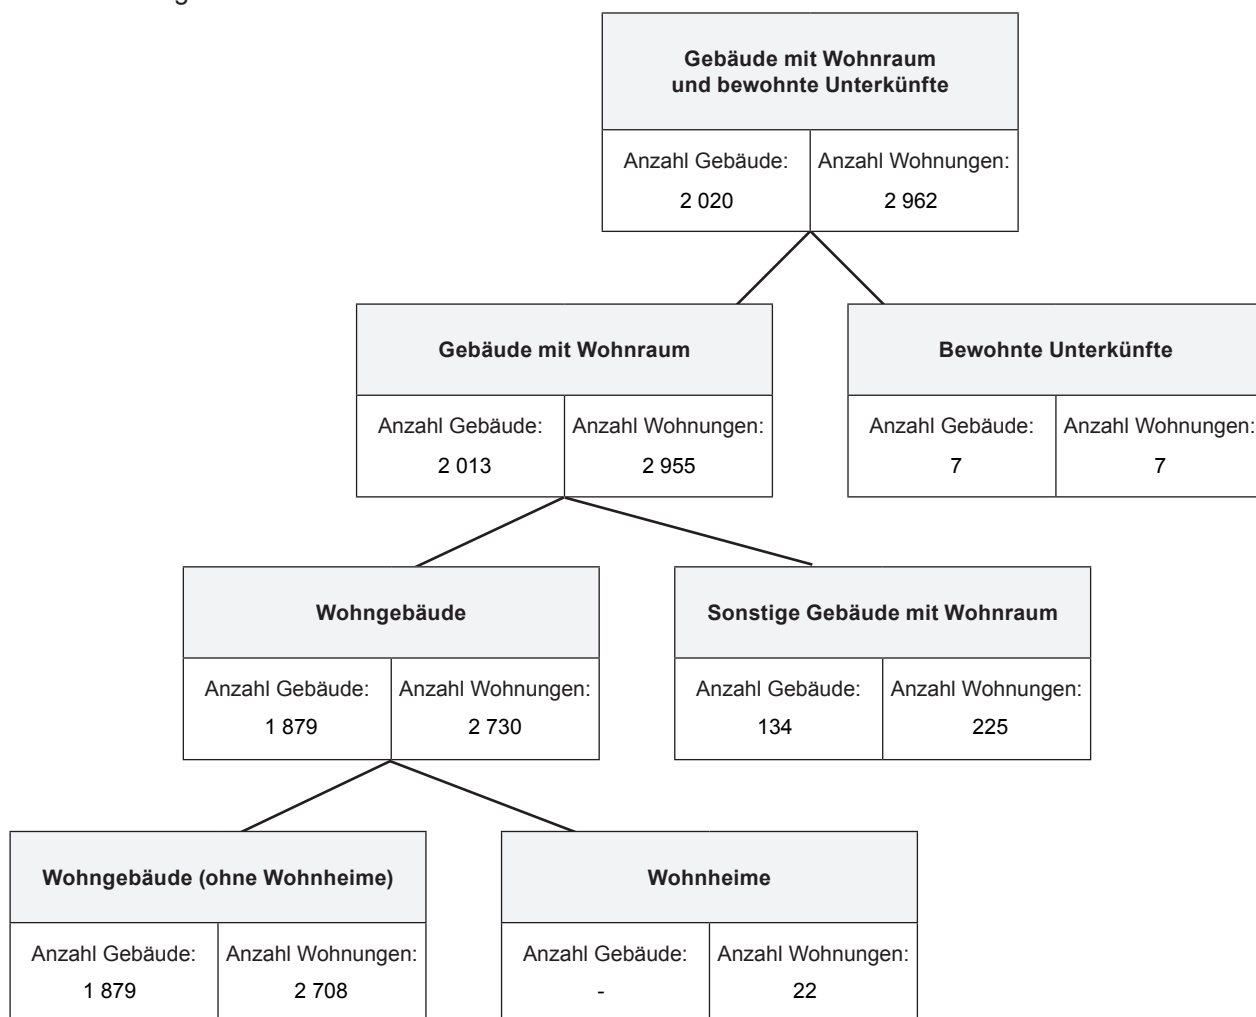 Gebäude mit Wohnraum
und bewohnte Unterkünfte
Anzahl Gebäude: Anzahl Wohnungen:
2 020 2 962
Gebäude mit Wohnraum
Anzahl Gebäude: Anzahl Wohnungen:
2 013 2 955
Bewohnte Unterkünfte
Anzahl Gebäude: Anzahl Wohnungen:
7 7
Wohngebäude
Anzahl Gebäude: Anzahl Wohnungen:
1 879 2 730
Sonstige Gebäude mit Wohnraum
Anzahl Gebäude: Anzahl Wohnungen:
134 225
Wohngebäude (ohne Wohnheime)
Anzahl Gebäude: Anzahl Wohnungen:
1 879 2 708
Wohnheime
Anzahl Gebäude: Anzahl Wohnungen:
- 22